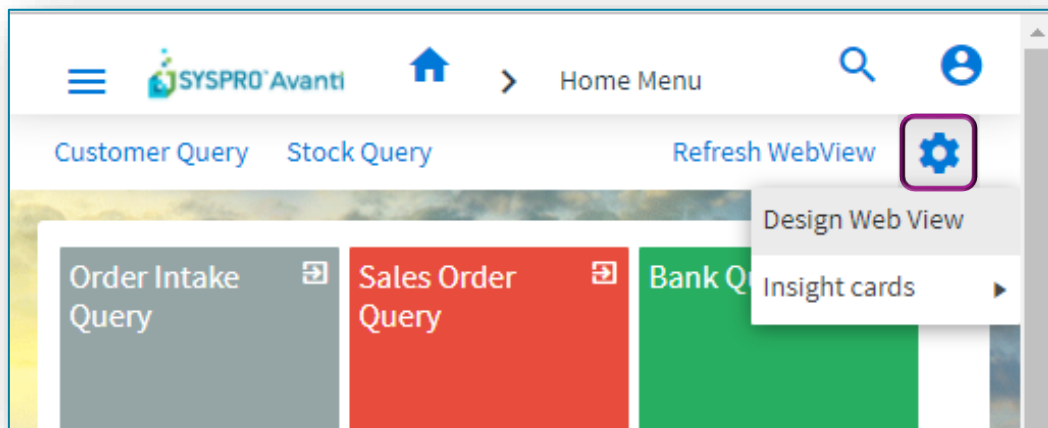 SYSPRO Avanti
Home Menu
Customer Query Stock Query Refresh WebView
Design Web View
Insight cards
Order Intake
Query
Sales Order
Query
Bank